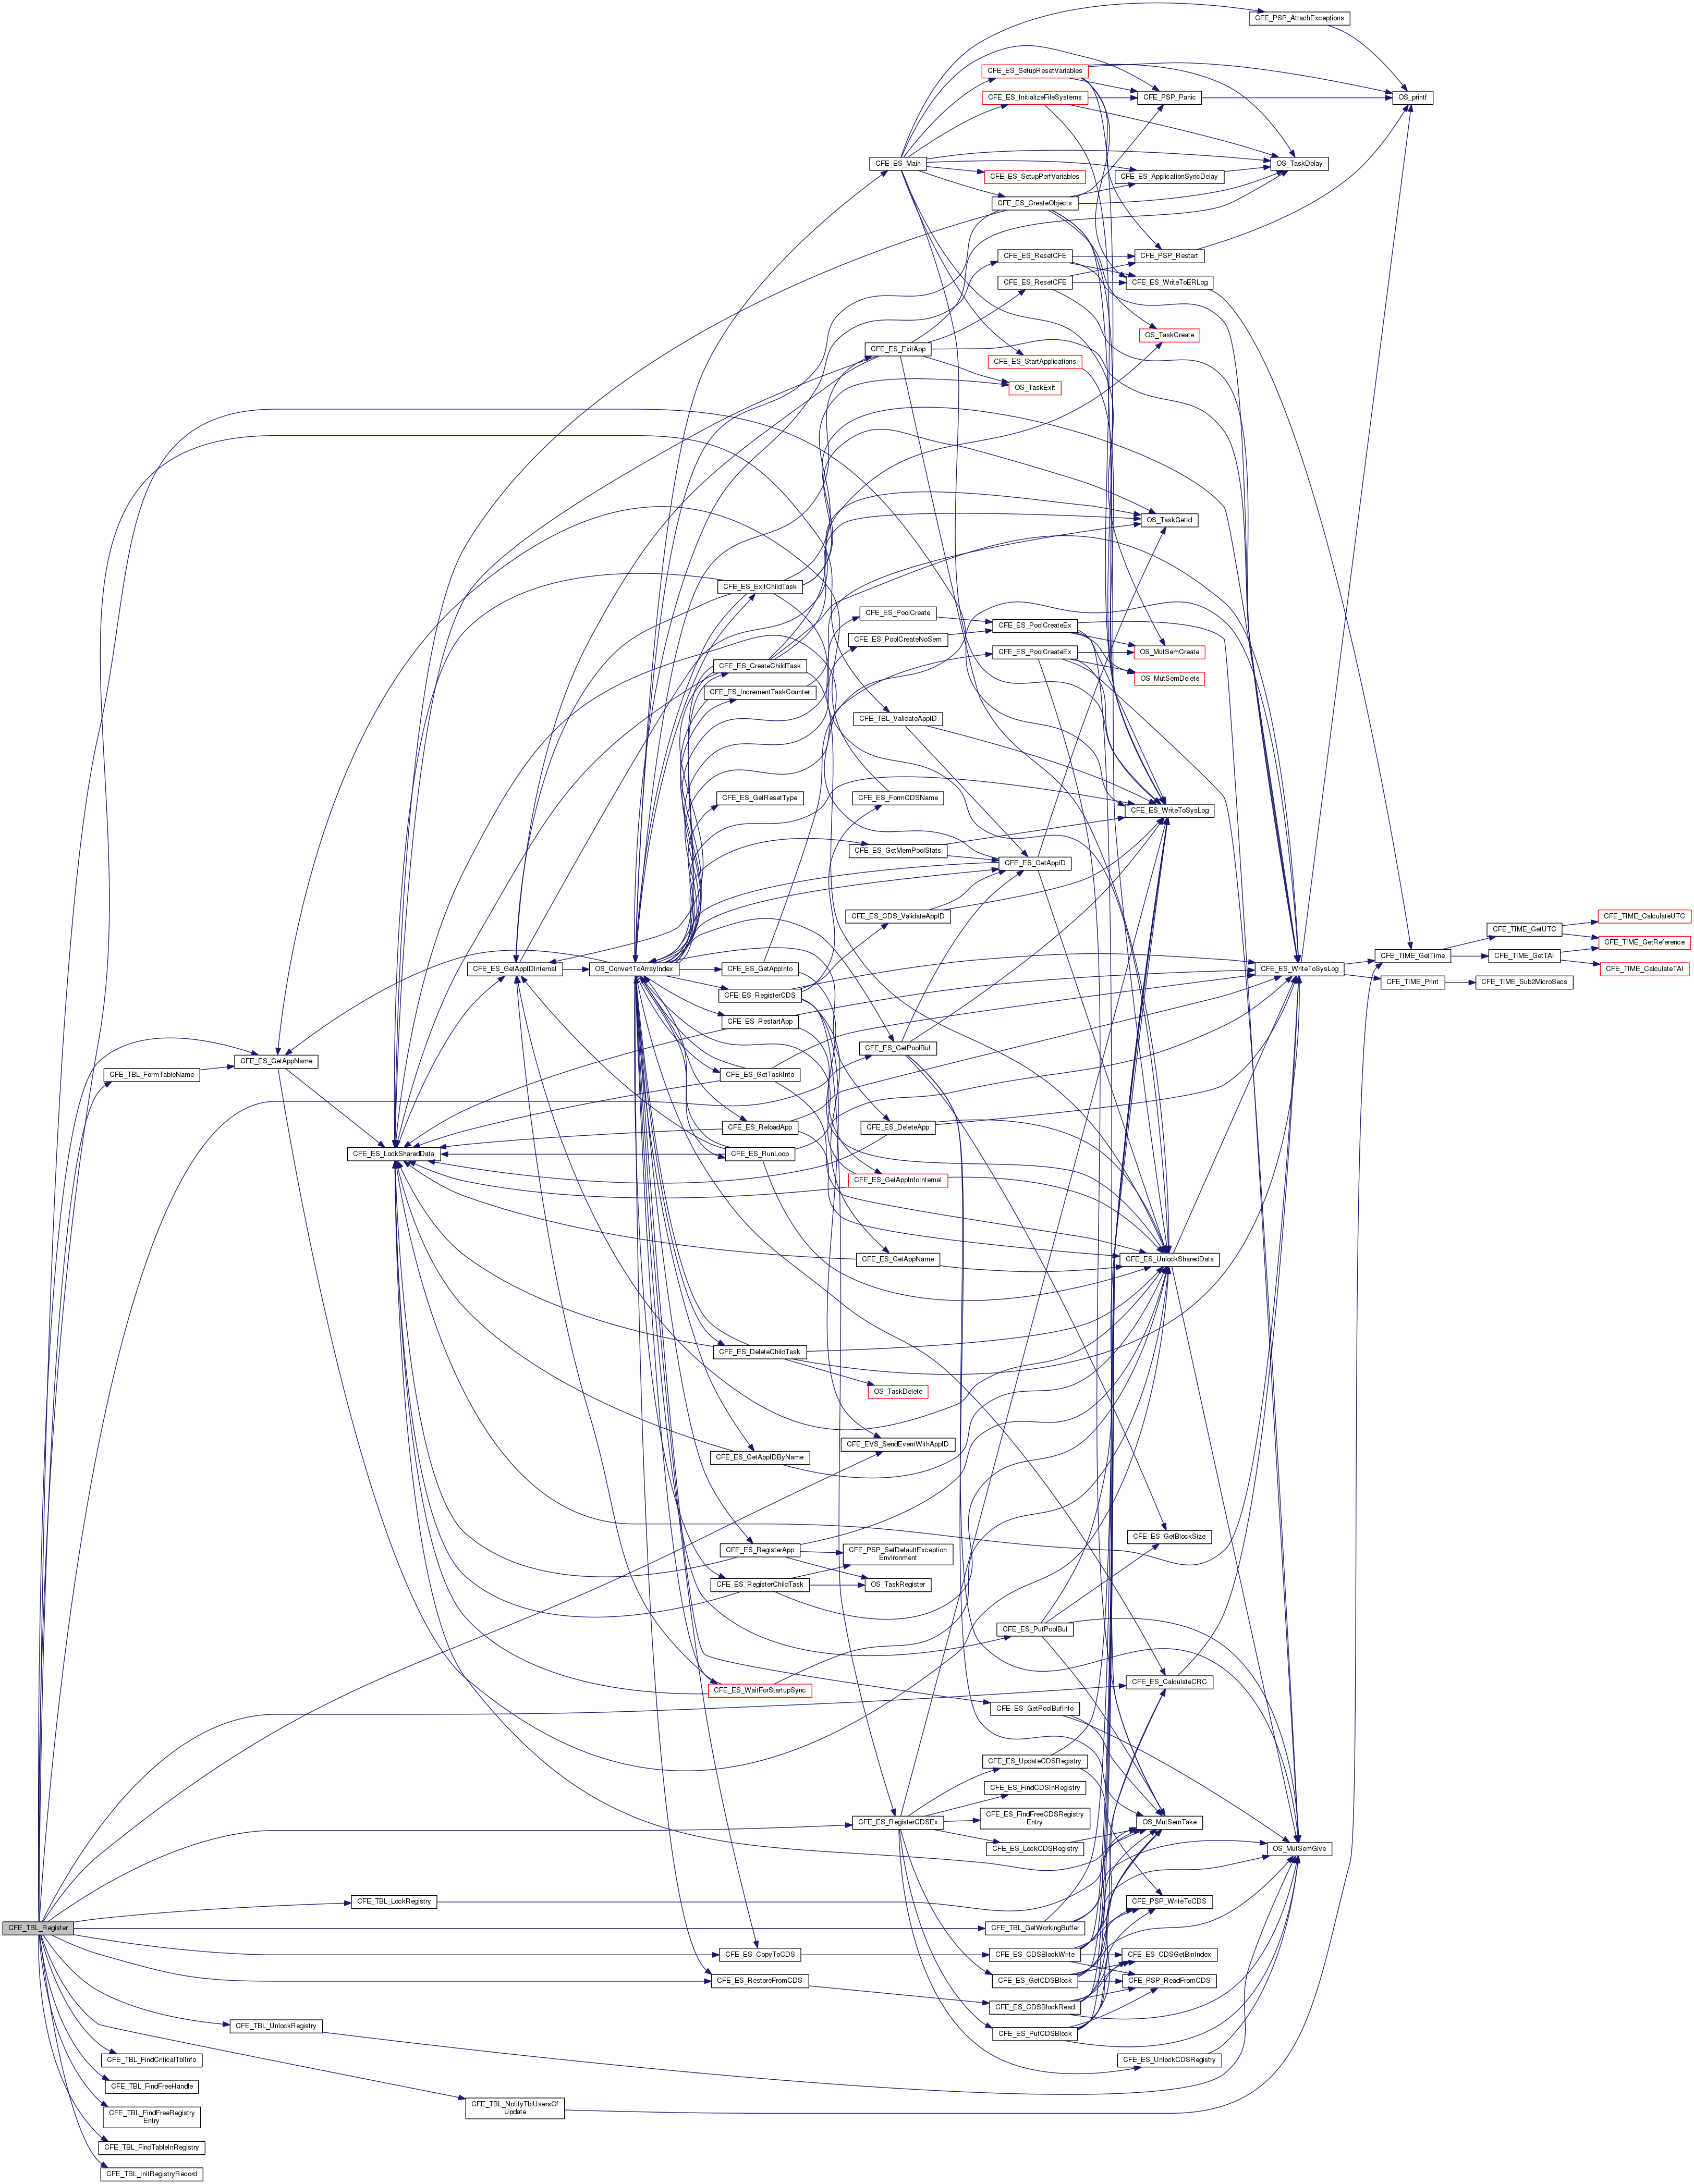 CFE_PSP_AttachExceptions
CFE_ES_SetupResetVariables
CFE_ES_InitializeFileSystems
CFE_PSP_Panic
OS_printf
CFE_ES_Main
OS_TaskDelay
CFE_ES_SetupPerfVariables
CFE_ES_ApplicationSyncDelay
CFE_ES_CreateObjects
CFE_ES_ResetCFE
CFE_PSP_Restart
CFE_ES_ResetCFE
CFE_ES_WriteToERLog
OS_TaskCreate
CFE_ES_ExitApp
CFE_ES_StartApplications
OS_TaskExit
OS_TaskGetId
CFE_ES_ExitChildTask
CFE_ES_PoolCreate
CFE_ES_PoolCreateEx
CFE_ES_PoolCreateNoSem
CFE_ES_PoolCreateEx
OS_MutSemCreate
CFE_ES_CreateChildTask
OS_MutSemDelete
CFE_ES_IncrementTaskCounter
CFE_TBL_ValidateAppID
CFE_ES_GetResetType
CFE_ES_FormCDSName
CFE_ES_WriteToSysLog
CFE_ES_GetMemPoolStats
CFE_ES_GetAppID
CFE_ES_CDS_ValidateAppID
CFE_TIME_CalculateUTC
CFE_TIME_GetUTC
CFE_TIME_GetReference
CFE_TIME_GetTime
CFE_TIME_GetTAI
CFE_ES_GetAppIDInternal
OS_ConvertToArrayIndex
CFE_ES_GetAppInfo
CFE_ES_WriteToSysLog
CFE_TIME_CalculateTAI
CFE_TIME_Print
CFE_TIME_Sub2MicroSecs
CFE_ES_RegisterCDS
CFE_ES_RestartApp
CFE_ES_GetPoolBuf
CFE_ES_GetAppName
CFE_TBL_FormTableName
CFE_ES_GetTaskInfo
CFE_ES_ReloadApp
CFE_ES_DeleteApp
CFE_ES_LockSharedData
CFE_ES_RunLoop
CFE_ES_GetAppInfoInternal
CFE_ES_GetAppName
CFE_ES_UnlockSharedData
CFE_ES_DeleteChildTask
OS_TaskDelete
CFE_EVS_SendEventWithAppID
CFE_ES_GetAppIDByName
CFE_ES_GetBlockSize
CFE_ES_RegisterApp
CFE_PSP_SetDefaultException
Environment
CFE_ES_RegisterChildTask
OS_TaskRegister
CFE_ES_PutPoolBuf
CFE_ES_CalculateCRC
CFE_ES_WaitForStartupSync
CFE_ES_GetPoolBufInfo
CFE_ES_UpdateCDSRegistry
CFE_ES_FindCDSInRegistry
CFE_ES_RegisterCDSEx
CFE_ES_FindFreeCDSRegistry
Entry
OS_MutSemTake
CFE_ES_LockCDSRegistry
OS_MutSemGive
CFE_TBL_LockRegistry
CFE_PSP_WriteToCDS
CFE_TBL_Register
CFE_TBL_GetWorkingBuffer
CFE_ES_CopyToCDS
CFE_ES_CDSBlockWrite
CFE_ES_CDSGetBinIndex
CFE_ES_RestoreFromCDS
CFE_ES_GetCDSBlock
CFE_PSP_ReadFromCDS
CFE_ES_CDSBlockRead
CFE_TBL_UnlockRegistry
CFE_ES_PutCDSBlock
CFE_TBL_FindCriticalTblInfo
CFE_ES_UnlockCDSRegistry
CFE_TBL_FindFreeHandle
CFE_TBL_NotifyTblUsersOf
Update
CFE_TBL_FindFreeRegistry
Entry
CFE_TBL_FindTableInRegistry
CFE_TBL_InitRegistryRecord